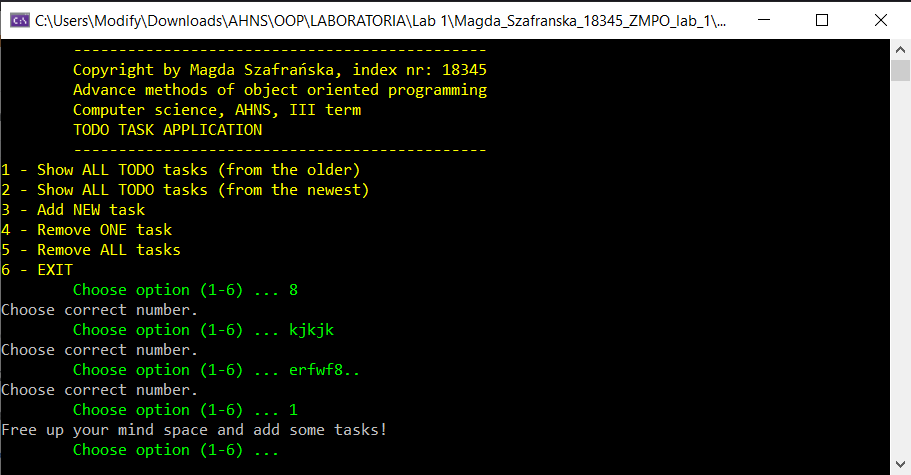 C:\Users\Modify\Downloads\AHNS\OOP\LABORATORIA\Lab 1\Magda_Szafranska_18345_ZMPO_lab_1\...
----------------------------------------------
Copyright by Magda Szafrańska, index nr: 18345
Advance methods of object oriented programming
Computer science, AHNS, III term
TODO TASK APPLICATION
----------------------------------------------
1 - Show ALL TODO tasks (from the older)
2 - Show ALL TODO tasks (from the newest)
3 - Add NEW task
4 - Remove ONE task
5 - Remove ALL tasks
6 - EXIT
Choose option (1-6) ... 8
Choose correct number.
Choose option (1-6) ... kjkjk
Choose correct number.
Choose option (1-6) ... erfwf8..
Choose correct number.
Choose option (1-6) ... 1
Free up your mind space and add some tasks!
Choose option (1-6) ...